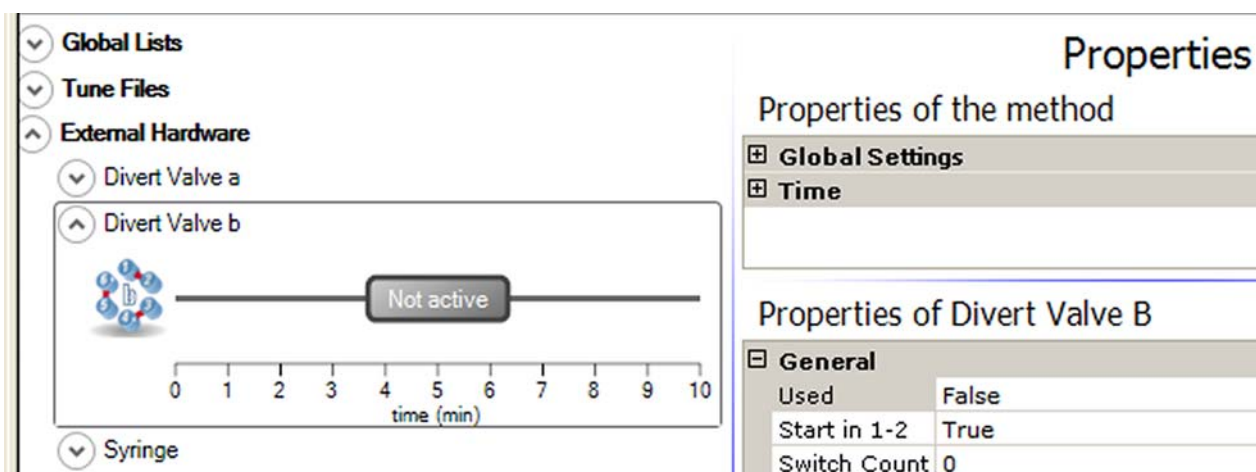 Global Lists
Tune Files
External Hardware
Divert Valve a
Divert Valve b
b
Not active
0 1 2 3 4 5 6 7 8 9 10
time (min)
Syringe
Properties
Properties of the method
Global Settings
Time
Properties of Divert Valve B
General
Used False
Start in 1-2 True
Switch Count 0